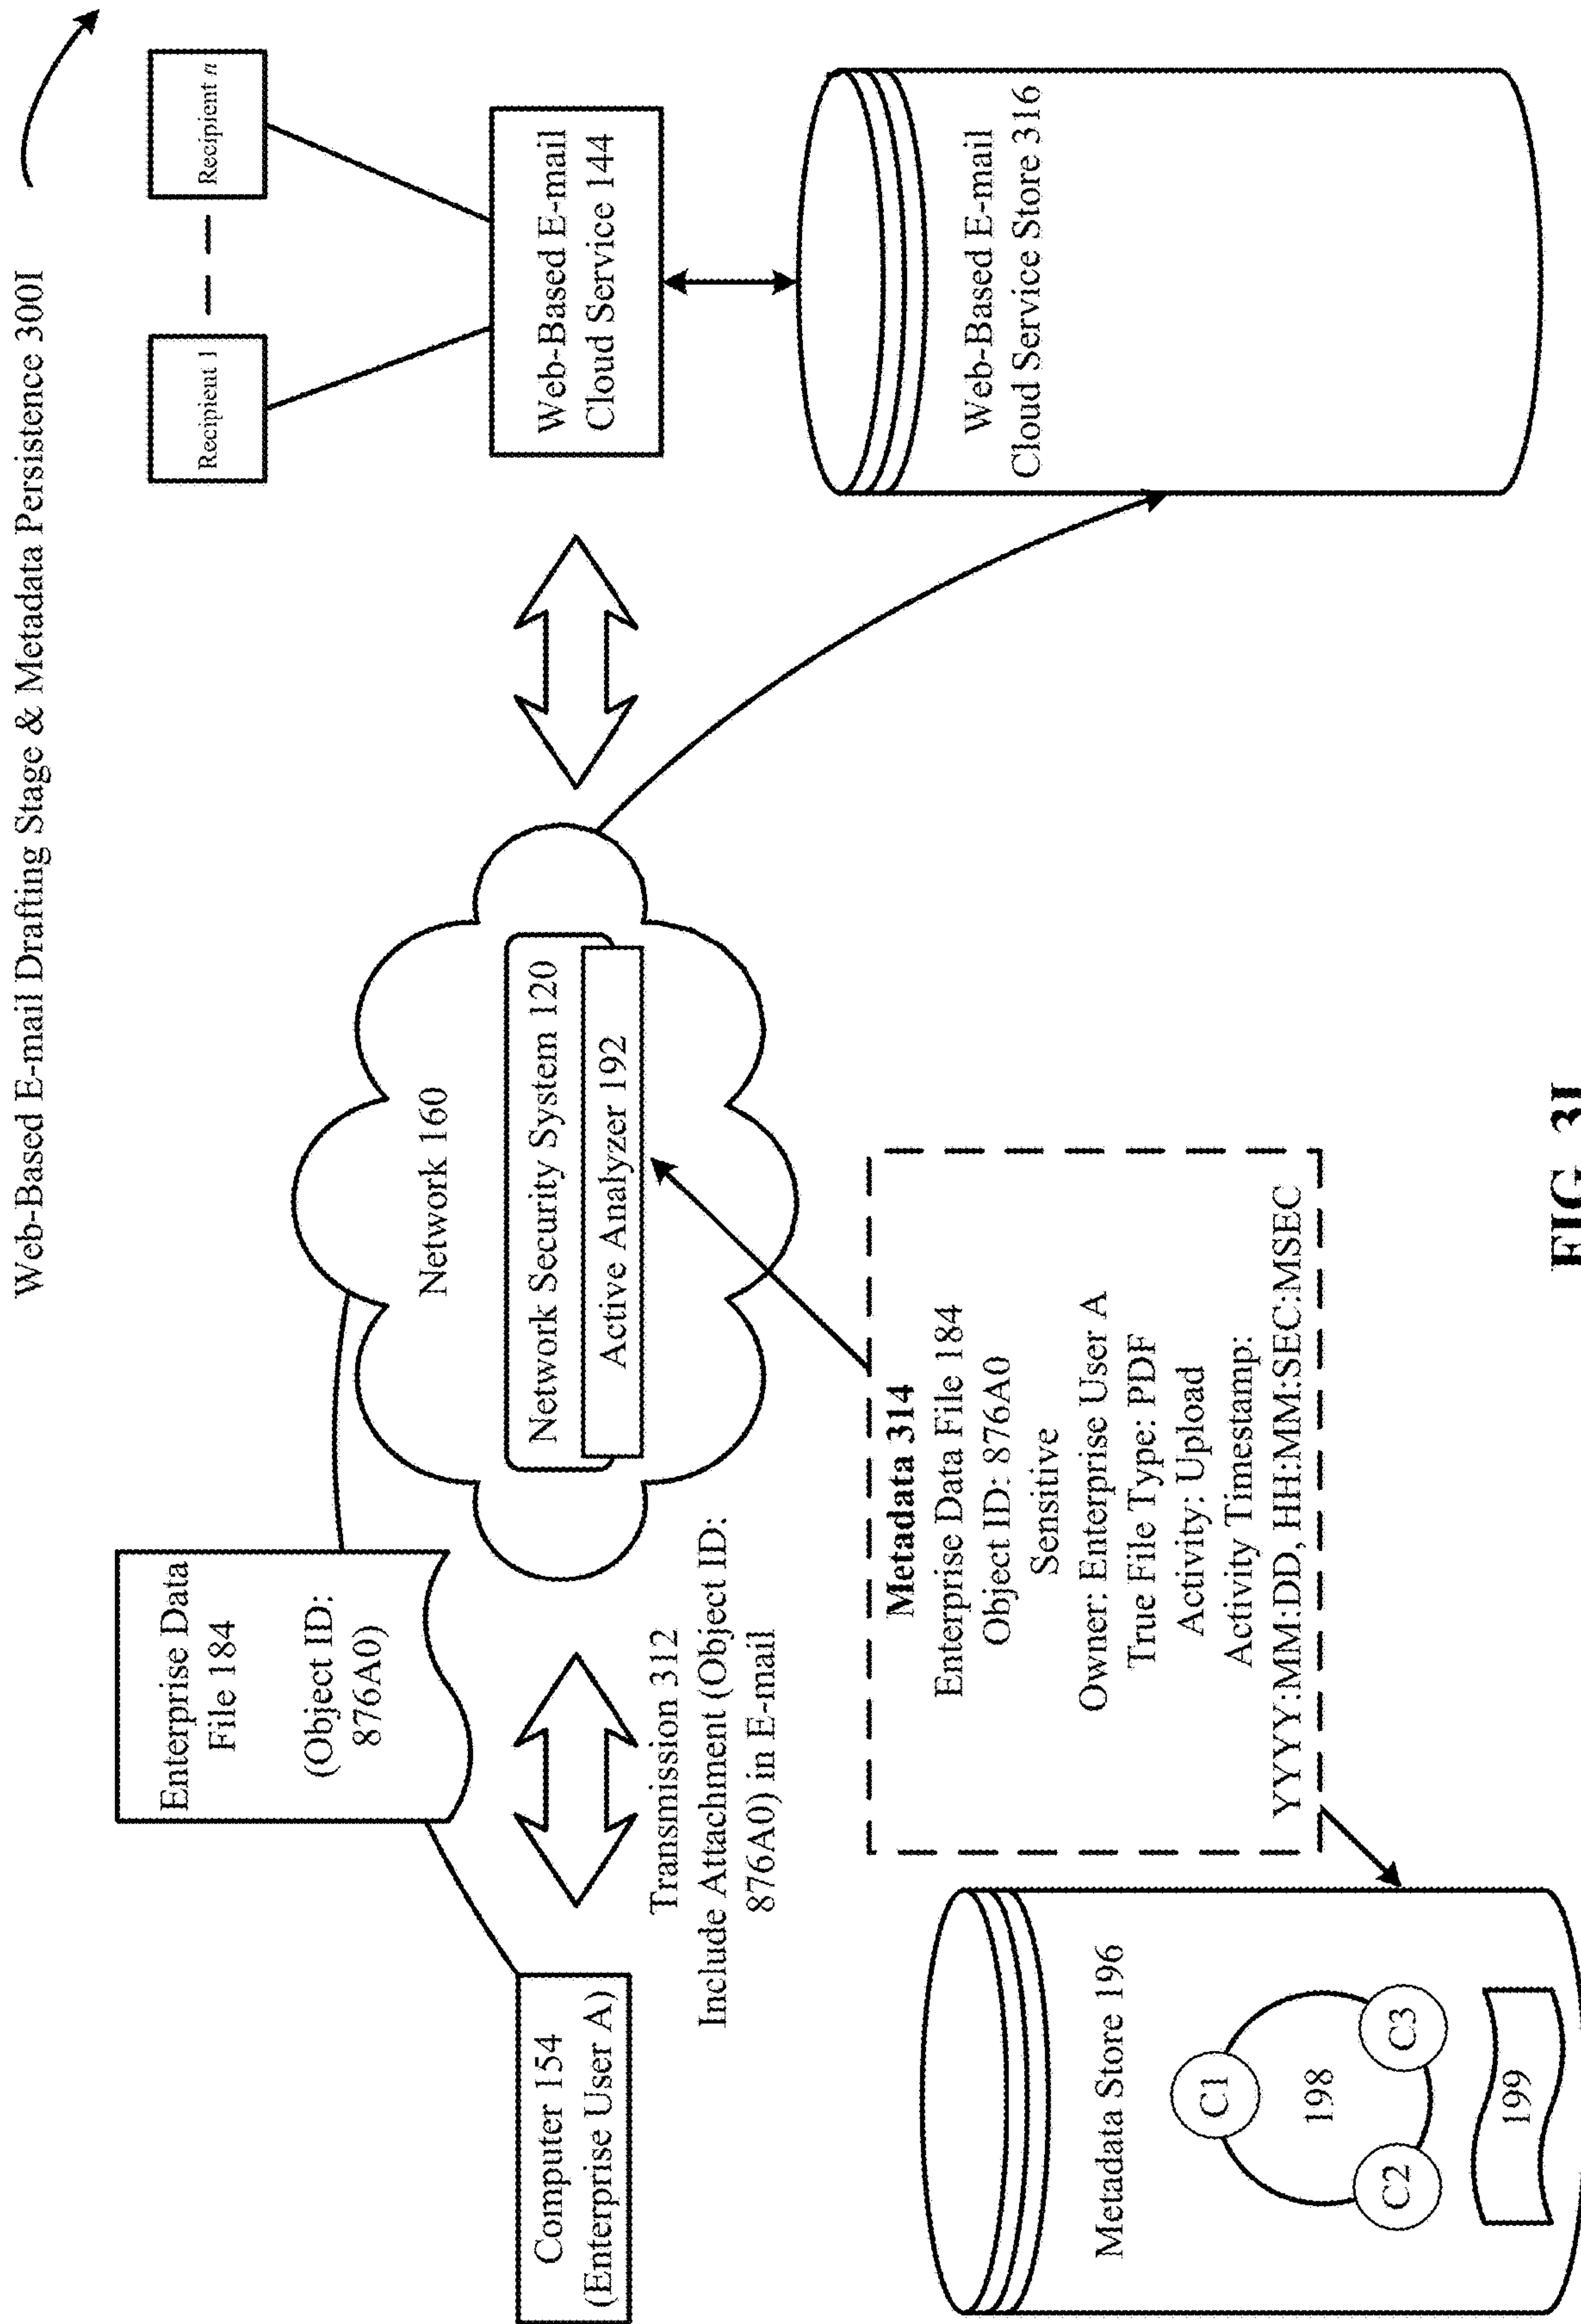 Web-Based E-mail Drafting Stage & Metadata Persistence 300I
Recipient 1
Recipient n
Web-Based E-mail
Cloud Service 144
Web-Based E-mail
Cloud Service Store 316
Enterprise Data
File 184
(Object ID:
876A0)
Network 160
Network Security System 120
Active Analyzer 192
Computer 154
(Enterprise User A)
Transmission 312
Include Attachment (Object ID:
876A0) in E-mail
Metadata 314
Enterprise Data File 184
Object ID: 876A0
Sensitive
Owner: Enterprise User A
True File Type: PDF
Activity: Upload
Activity Timestamp:
YYYY:MM:DD, HH:MM:SEC:MSEC
Metadata Store 196
C1
198
C2
C3
199
FIG. 3I